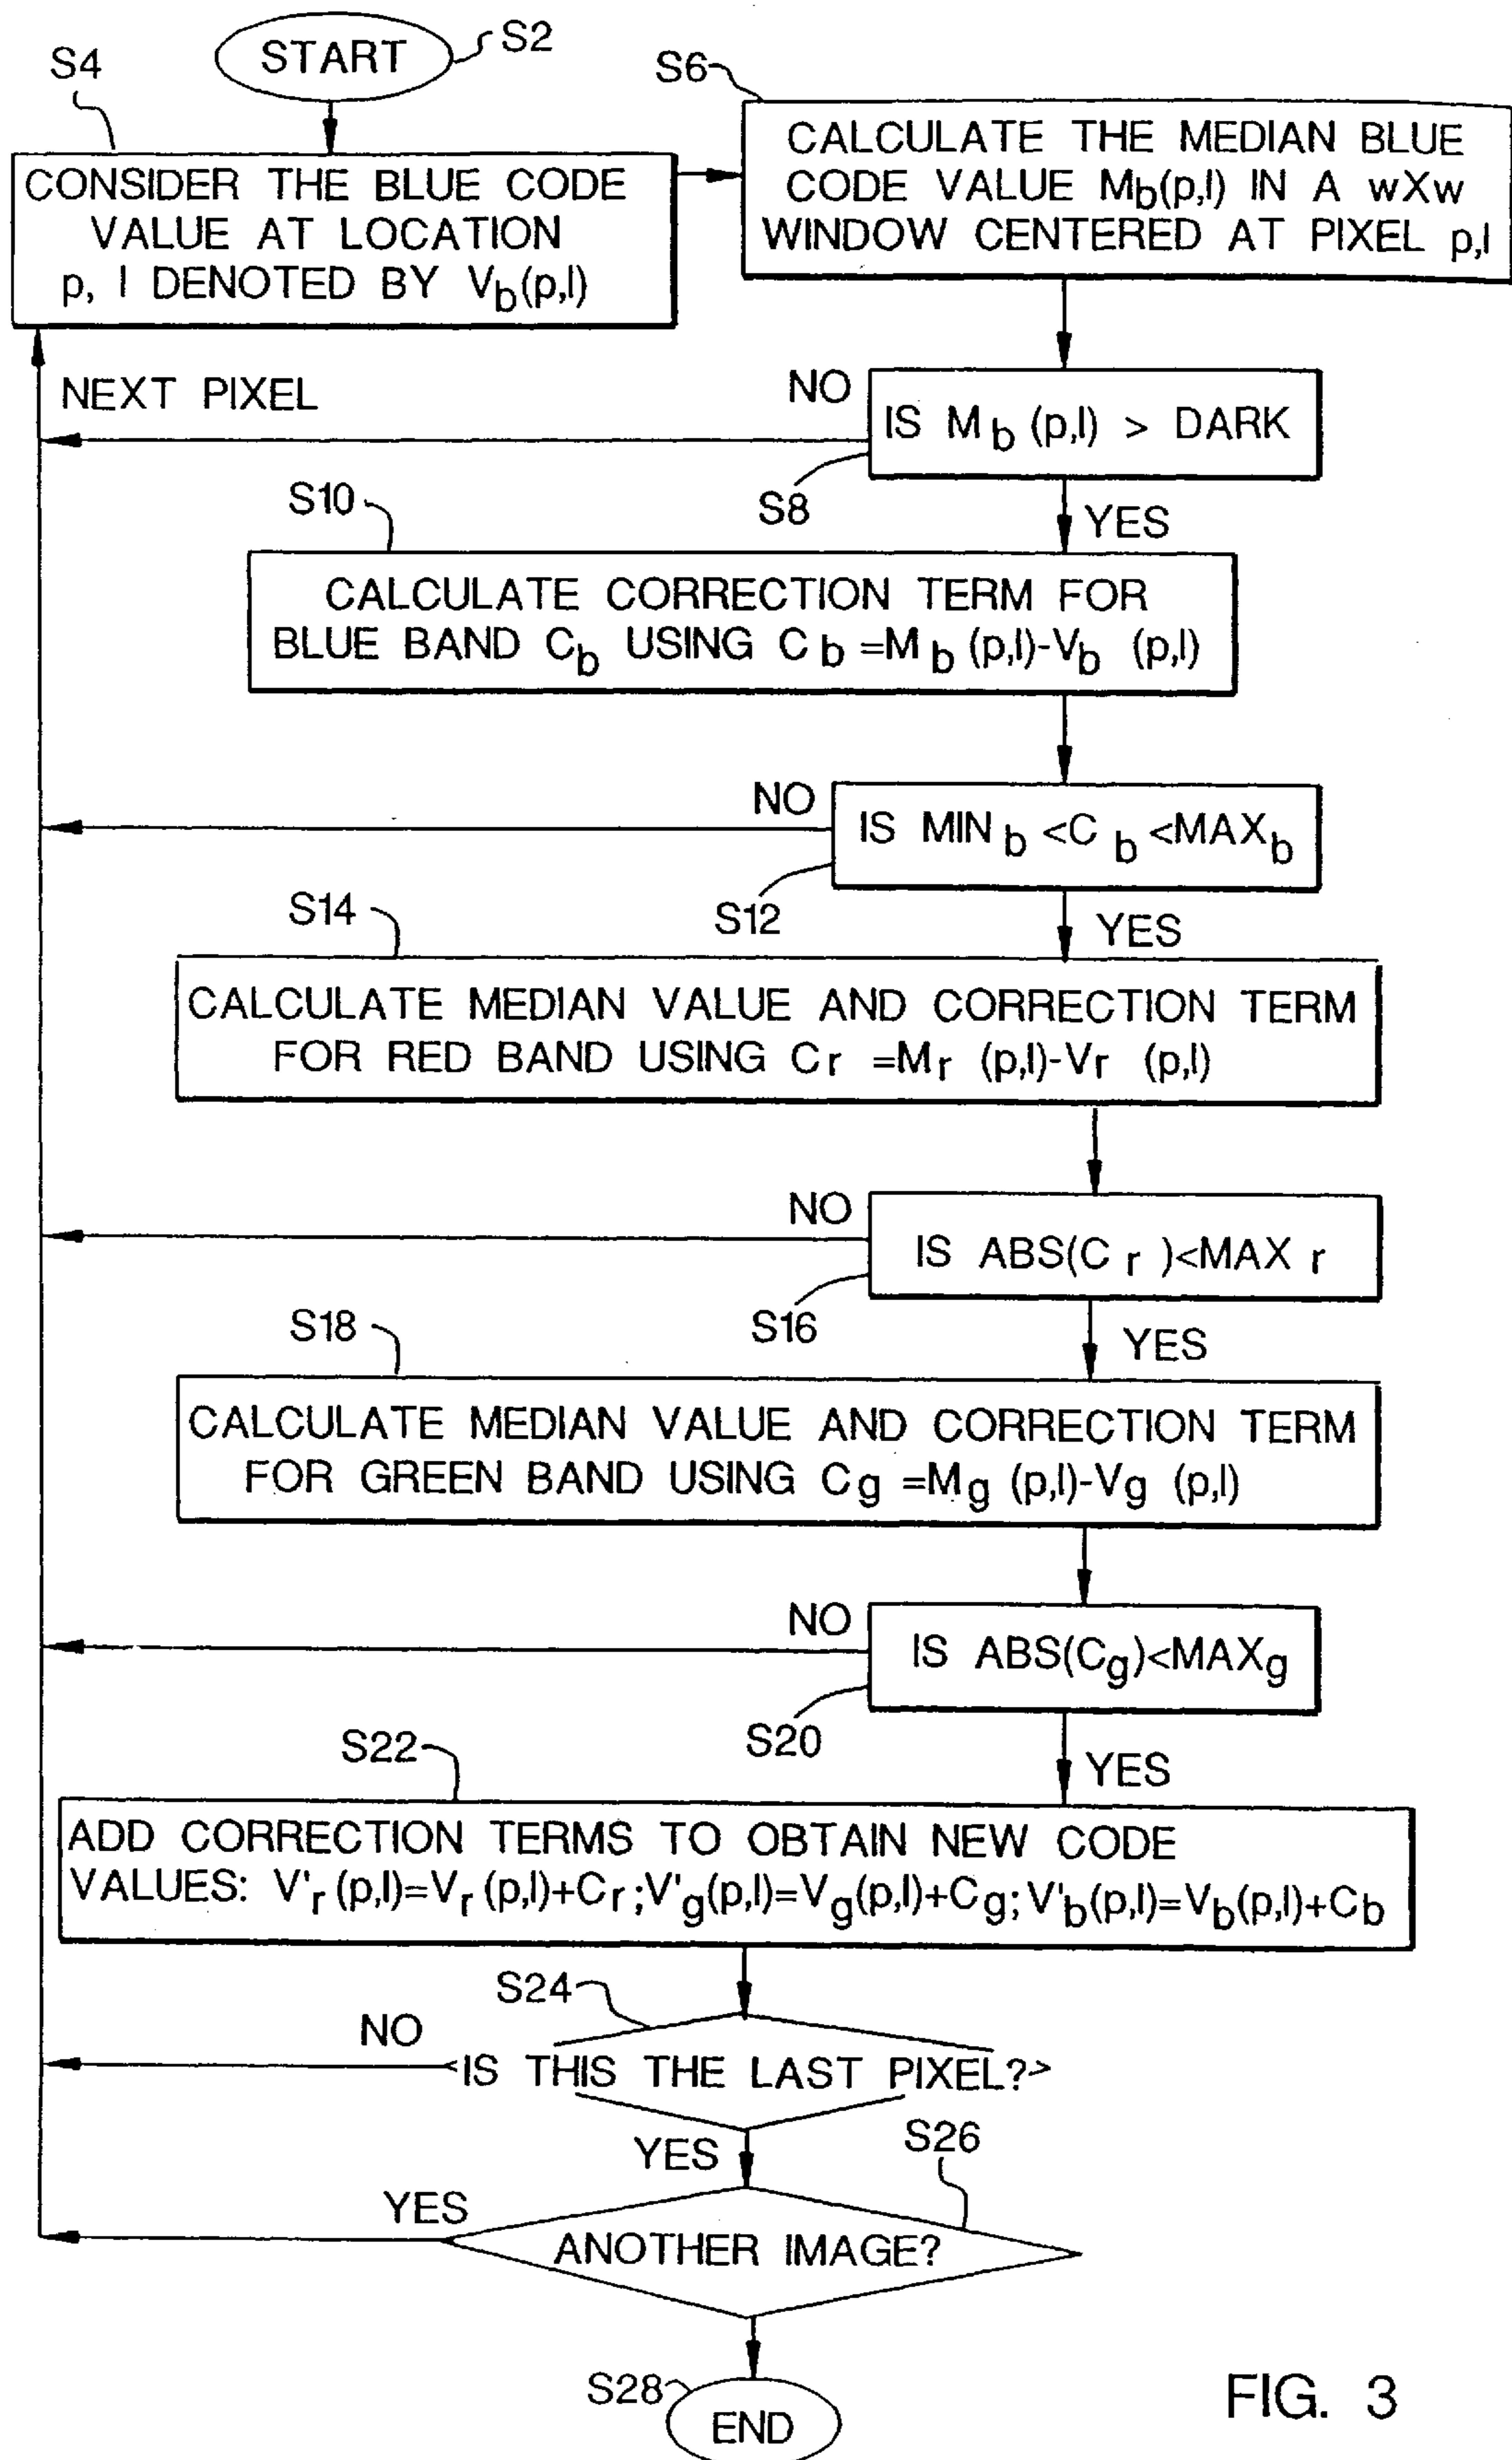 START
S2
S4
CONSIDER THE BLUE CODE
VALUE AT LOCATION
p, l DENOTED BY Vb(p,l)
S6
CALCULATE THE MEDIAN BLUE
CODE VALUE Mb(p,l) IN A wXw
WINDOW CENTERED AT PIXEL p,l
NEXT PIXEL
NO
IS Mb (p,l) > DARK
S8
YES
S10
CALCULATE CORRECTION TERM FOR
BLUE BAND Cb USING Cb =Mb (p,l)-Vb (p,l)
NO
IS MINb <Cb <MAXb
S12
YES
S14
CALCULATE MEDIAN VALUE AND CORRECTION TERM
FOR RED BAND USING Cr =Mr (p,l)-Vr (p,l)
NO
IS ABS(Cr )<MAXr
S16
YES
S18
CALCULATE MEDIAN VALUE AND CORRECTION TERM
FOR GREEN BAND USING Cg =Mg (p,l)-Vg (p,l)
NO
IS ABS(Cg)<MAXg
S20
YES
S22
ADD CORRECTION TERMS TO OBTAIN NEW CODE
VALUES: V'r (p,l)=Vr (p,l)+Cr ;V'g(p,l)=Vg(p,l)+Cg; V'b(p,l)=Vb(p,l)+Cb
S24
NO
IS THIS THE LAST PIXEL?
YES
S26
YES
ANOTHER IMAGE?
S28
END
FIG. 3